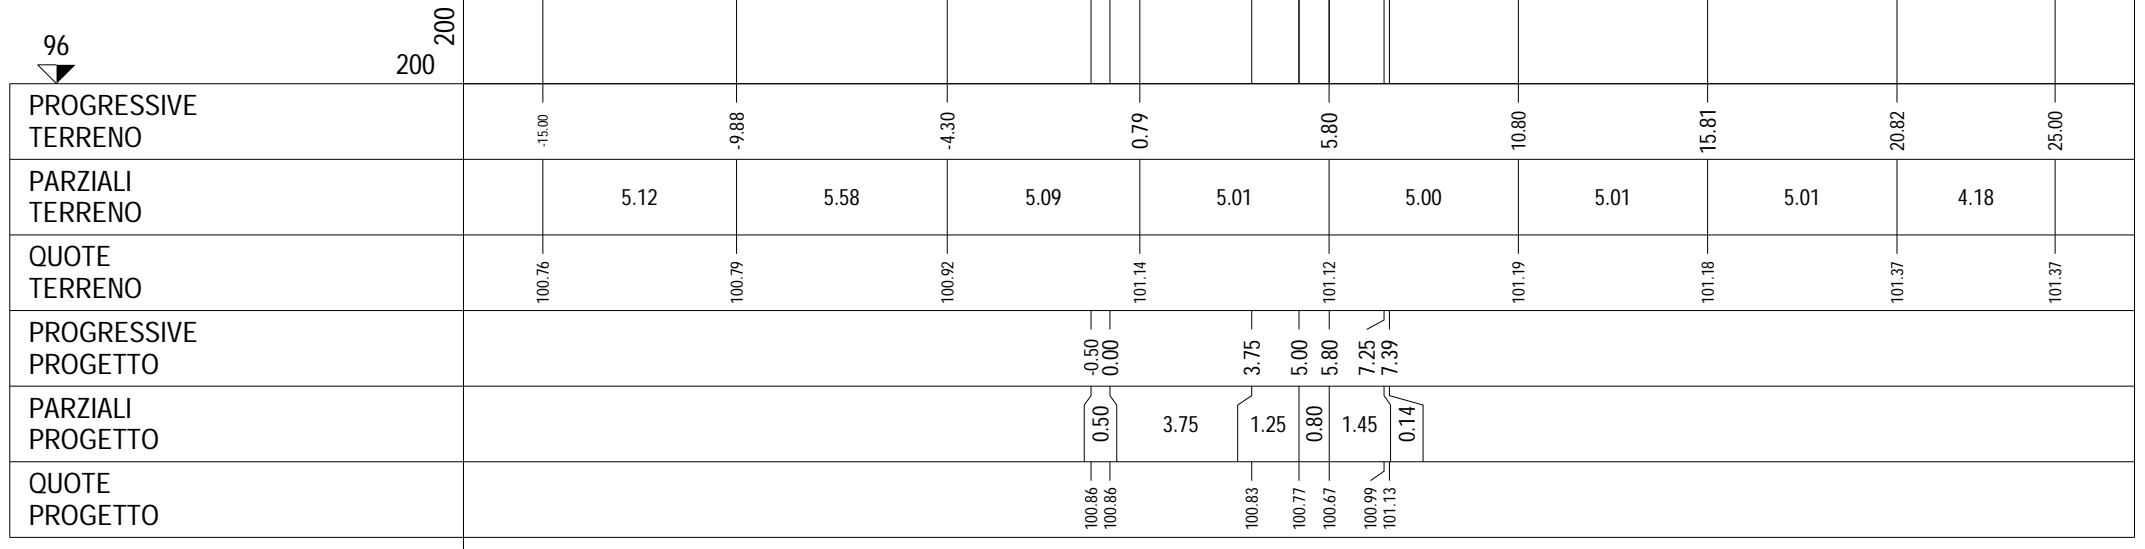 200
96
200
PROGRESSIVE
TERRENO
-15.00 -9.88 -4.30 0.79 5.80 10.80 15.81 20.82 25.00
PARZIALI
TERRENO
5.12 5.58 5.09 5.01 5.00 5.01 5.01 4.18
QUOTE
TERRENO
100.76 100.79 100.92 101.14 101.12 101.19 101.18 101.37 101.37
PROGRESSIVE
PROGETTO
-0.50 0.00 3.75 5.00 5.80 7.25 7.39
PARZIALI
PROGETTO
0.50 3.75 1.25 0.80 1.45 0.14
QUOTE
PROGETTO
100.86 100.86 100.83 100.77 100.67 100.99 101.13